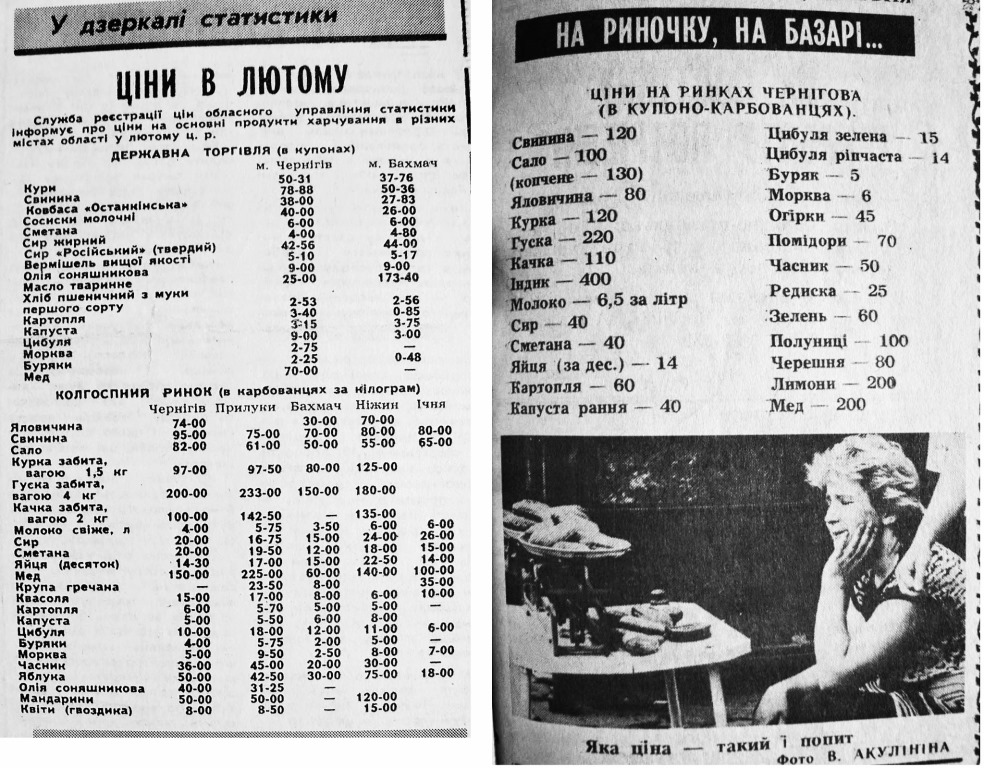 У дзеркалі статистики
ЦІНИ В ЛЮТОМУ
Служба реєстрації цін обласного управління статистики
інформує про ціни на основні продукти харчування в різних
містах області у лютому ц. р.
ДЕРЖАВНА ТОРГІВЛЯ (в купонах)
м. Чернігів м. Бахмач
Кури 50-31 37-76
Свинина 78-88 50-36
Ковбаса «Останкінська» 38-00 27-83
Сосиски молочні 40-00 26-00
Сметана 6-00 6-00
Сир жирний 4-00 4-80
Сир «Російський» (твердий) 42-56 44-00
Вермішель вищої якості 5-10 5-17
Олія соняшникова 9-00 9-00
Масло тваринне 25-00 173-40
Хліб пшеничний з муки
першого сорту 2-53 2-56
Картопля 3-40 0-85
Капуста 3-15 3-75
Цибуля 9-00 3-00
Морква 2-75 —
Буряки 2-25 0-48
Мед 70-00 —
КОЛГОСПНИЙ РИНОК (в карбованцях за кілограм)
Чернігів Прилуки Бахмач Ніжин Ічня
Яловичина 74-00 30-00 70-00
Свинина 95-00 75-00 70-00 80-00 80-00
Сало 82-00 61-00 50-00 55-00 65-00
Курка забита,
вагою 1,5 кг 97-00 97-50 80-00 125-00
Гуска забита,
вагою 4 кг 200-00 233-00 150-00 180-00
Качка забита,
вагою 2 кг 100-00 142-50 — 135-00
Молоко свіже, л 4-00 5-75 3-50 6-00 6-00
Сир 20-00 16-75 15-00 24-00 26-00
Сметана 20-00 19-50 12-00 18-00 15-00
Яйця (десяток) 14-30 17-00 15-00 22-50 14-00
Мед 150-00 225-00 60-00 140-00 100-00
Крупа гречана — 23-50 8-00 35-00
Квасоля 15-00 17-00 8-00 6-00 10-00
Картопля 6-00 5-70 5-00 5-00 —
Капуста 5-00 5-50 6-00 8-00
Цибуля 10-00 18-00 12-00 11-00 6-00
Буряки 4-00 5-75 2-00 5-00 —
Морква 5-00 9-50 2-50 8-00 7-00
Часник 36-00 45-00 20-00 30-00 —
Яблука 50-00 42-50 30-00 75-00 18-00
Олія соняшникова 40-00 31-25 —
Мандарини 50-00 50-00 — 120-00
Квіти (гвоздика) 8-00 8-50 — 15-00
НА РИНОЧКУ, НА БАЗАРІ...
ЦІНИ НА РИНКАХ ЧЕРНІГОВА
(В КУПОНО-КАРБОВАНЦЯХ).
Свинина — 120
Сало — 100
(копчене — 130)
Яловичина — 80
Курка — 120
Гуска — 220
Качка — 110
Індик — 400
Молоко — 6,5 за літр
Сир — 40
Сметана — 40
Яйця (за дес.) — 14
Картопля — 60
Капуста рання — 40
Цибуля зелена — 15
Цибуля ріпчаста — 14
Буряк — 5
Морква — 6
Огірки — 45
Помідори — 70
Часник — 50
Редиска — 25
Зелень — 60
Полуниці — 100
Черешня — 80
Лимони — 200
Мед — 200
Яка ціна — такий і попит
Фото В. АКУЛІНІНА